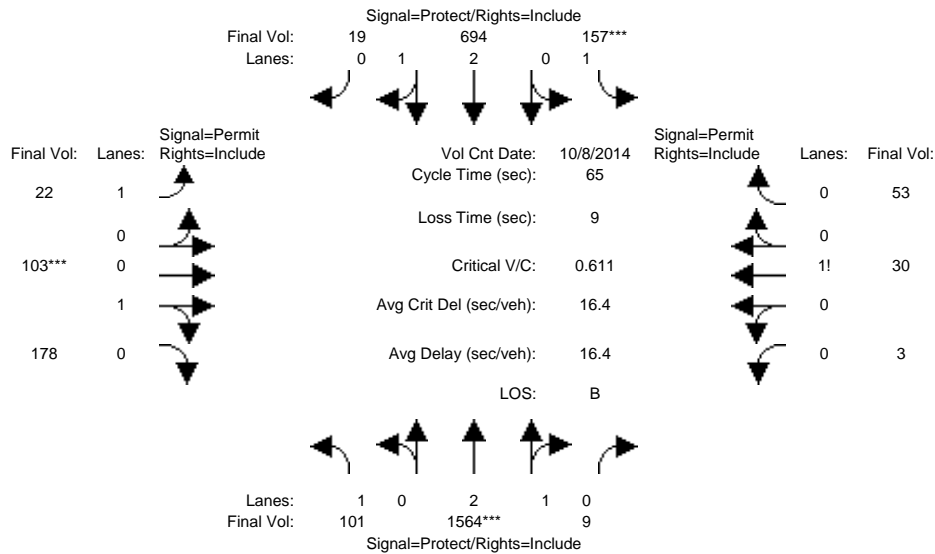 Signal=Protect/Rights=Include
Final Vol: 19 694 157***
Lanes: 0 1 2 0 1
Signal=Permit Signal=Permit
Final Vol: Lanes: Rights=Include Vol Cnt Date: 10/8/2014 Rights=Include Lanes: Final Vol:
Cycle Time (sec): 65
22 1 0 53
Loss Time (sec): 9
0 0
103*** 0 Critical V/C: 0.611 1! 30
1 Avg Crit Del (sec/veh): 16.4 0
178 0 Avg Delay (sec/veh): 16.4 0 3
LOS: B
Lanes: 1 0 2 1 0
Final Vol: 101 1564*** 9
Signal=Protect/Rights=Include